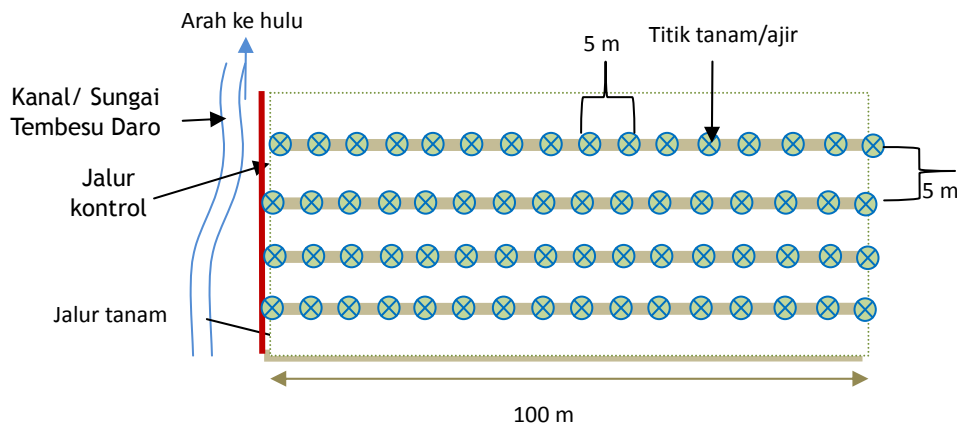 Arah ke hulu
5 m
Titik tanam/ajir
Kanal/ Sungai
Tembesu Daro
Jalur
kontrol
5 m
Jalur tanam
100 m